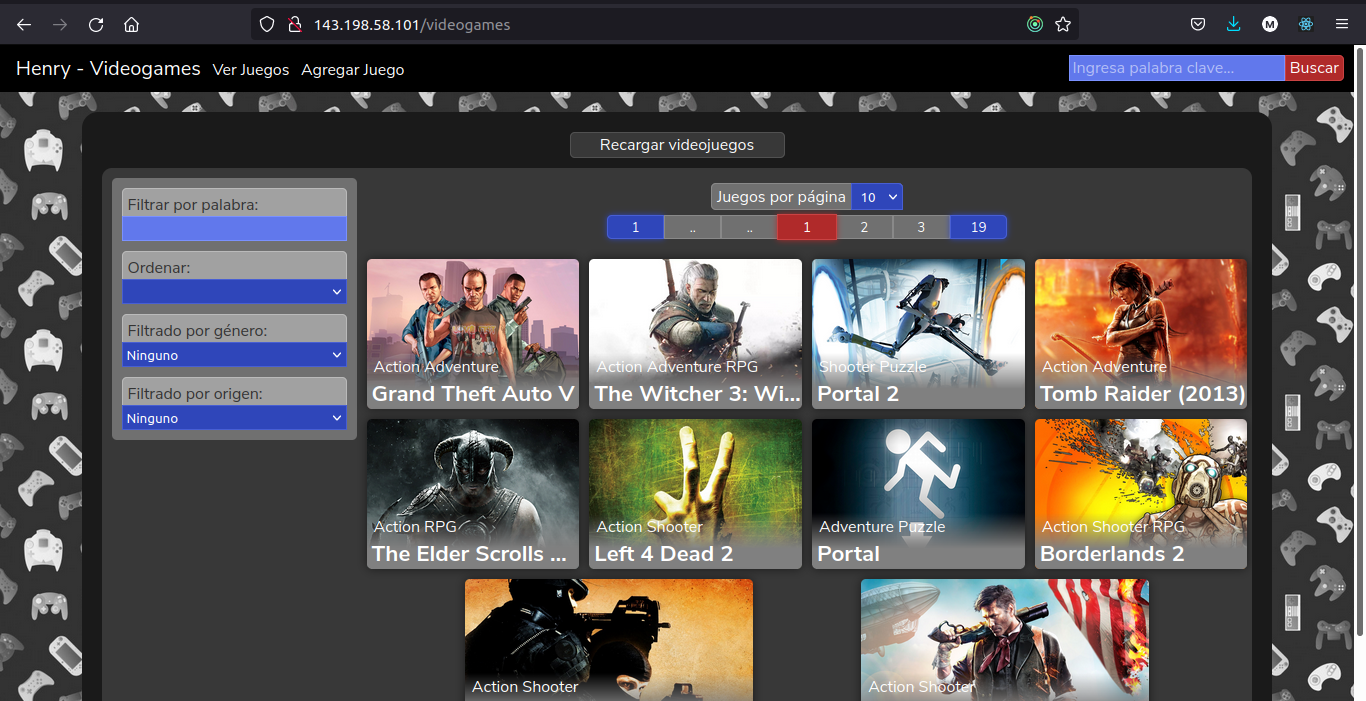 143.198.58.101/videogames
M
Henry - Videogames Ver Juegos Agregar Juego
Ingresa palabra clave... Buscar
Recargar videojuegos
Filtrar por palabra:
Ordenar:
Filtrado por género:
Ninguno
Filtrado por origen:
Ninguno
Juegos por página 10
1 .. .. 1 2 3 19
Action Adventure
Grand Theft Auto V
Action Adventure RPG
The Witcher 3: Wi...
Shooter Puzzle
Portal 2
Action Adventure
Tomb Raider (2013)
Action RPG
The Elder Scrolls ...
Action Shooter
Left 4 Dead 2
Adventure Puzzle
Portal
Action Shooter RPG
Borderlands 2
Action Shooter
Action Shooter